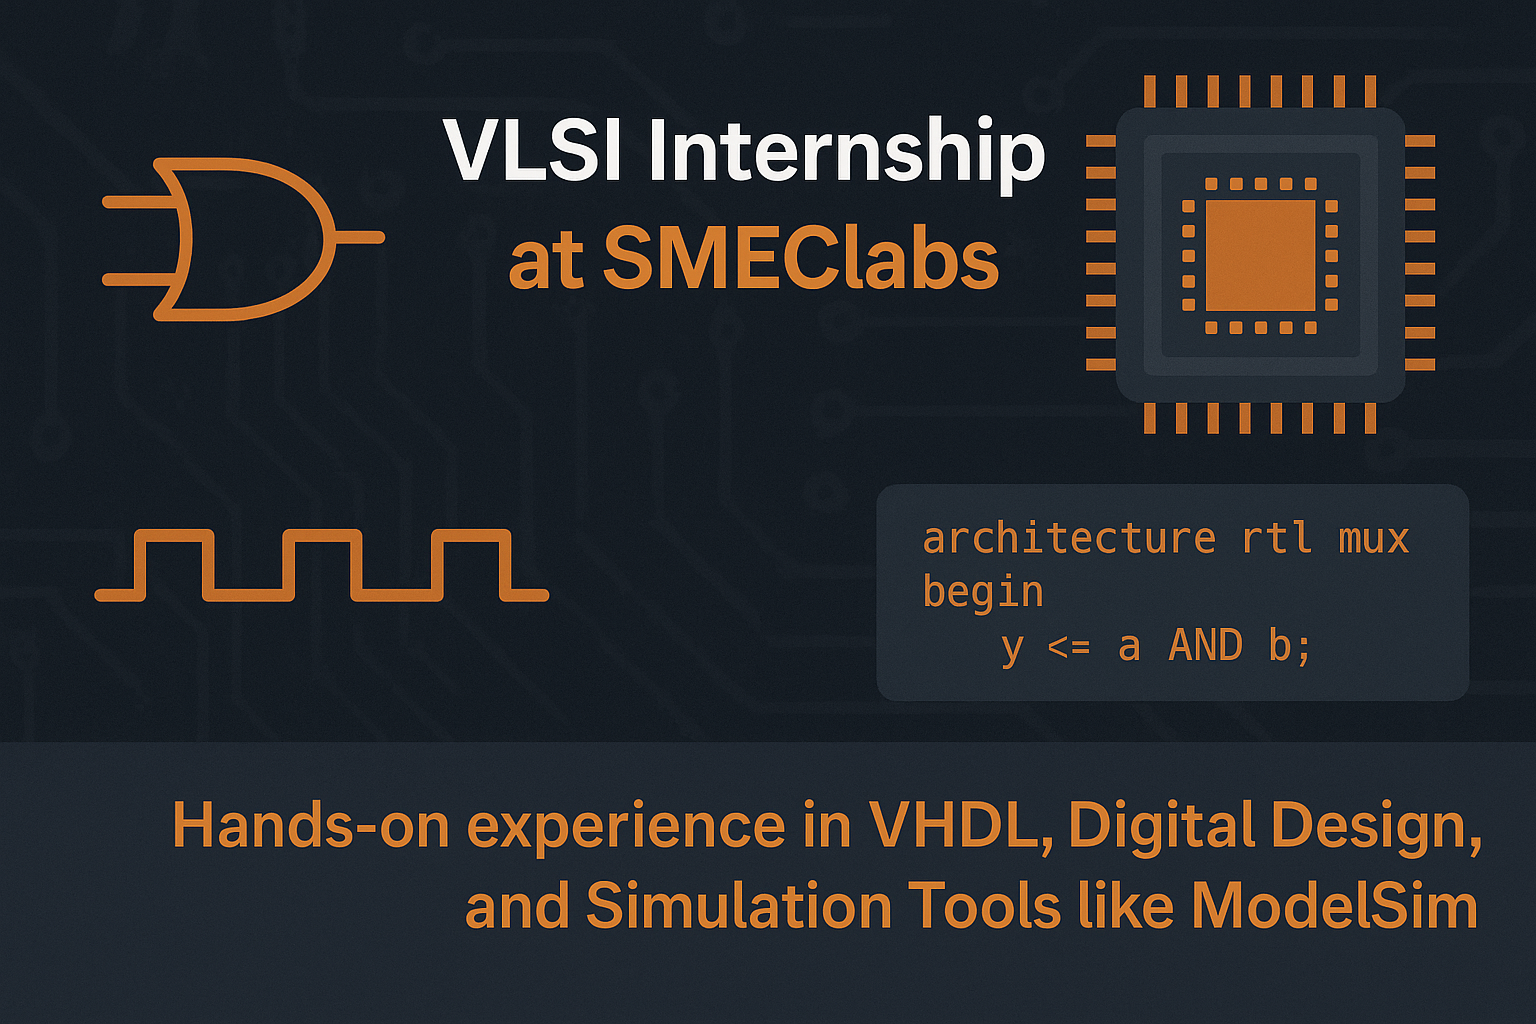 VLSI Internship
at SMEClabs
architecture rtl mux
begin
y <= a AND b;
Hands-on experience in VHDL, Digital Design,
and Simulation Tools like ModelSim